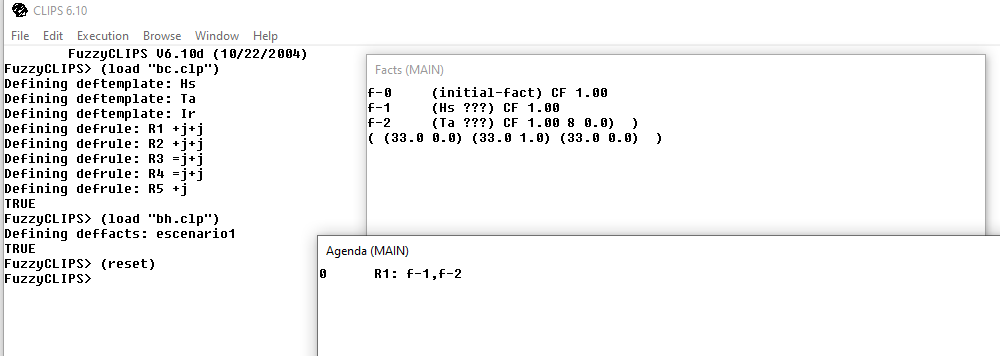 CLIPS 6.10
File Edit Execution Browse Window Help
FuzzyCLIPS V6.10d (10/22/2004)
FuzzyCLIPS> (load "bc.clp")
Defining deftemplate: Hs
Defining deftemplate: Ta
Defining deftemplate: Ir
Defining defrule: R1 +j+j
Defining defrule: R2 +j+j
Defining defrule: R3 =j+j
Defining defrule: R4 =j+j
Defining defrule: R5 +j
TRUE
FuzzyCLIPS> (load "bh.clp")
Defining deffacts: escenario1
TRUE
FuzzyCLIPS> (reset)
FuzzyCLIPS>
Facts (MAIN)
f-0 (initial-fact) CF 1.00
f-1 (Hs ???) CF 1.00
f-2 (Ta ???) CF 1.00 8 0.0) )
( (33.0 0.0) (33.0 1.0) (33.0 0.0) )
Agenda (MAIN)
0 R1: f-1,f-2